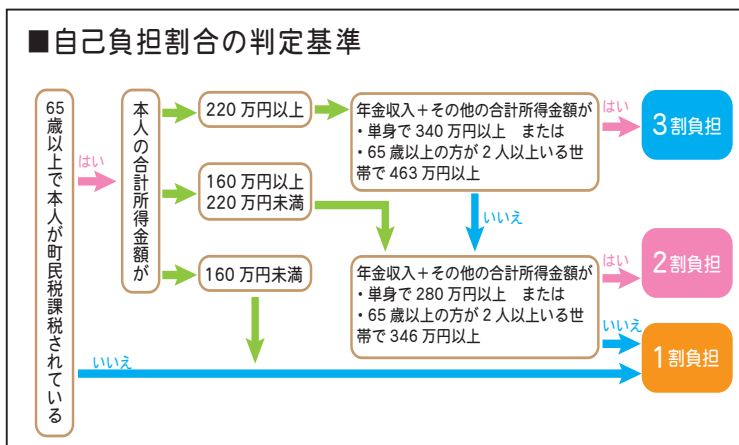 ■自己負担割合の判定基準
65歳以上で本人が町民税課税されている
はい
いいえ
本人の合計所得金額が
220万円以上
160万円以上
220万円未満
160万円未満
年金収入＋その他の合計所得金額が
・単身で340万円以上　または
・65歳以上の方が2人以上いる世
帯で463万円以上
はい
いいえ
3割負担
年金収入＋その他の合計所得金額が
・単身で280万円以上　または
・65歳以上の方が2人以上いる世
帯で346万円以上
はい
いいえ
2割負担
1割負担